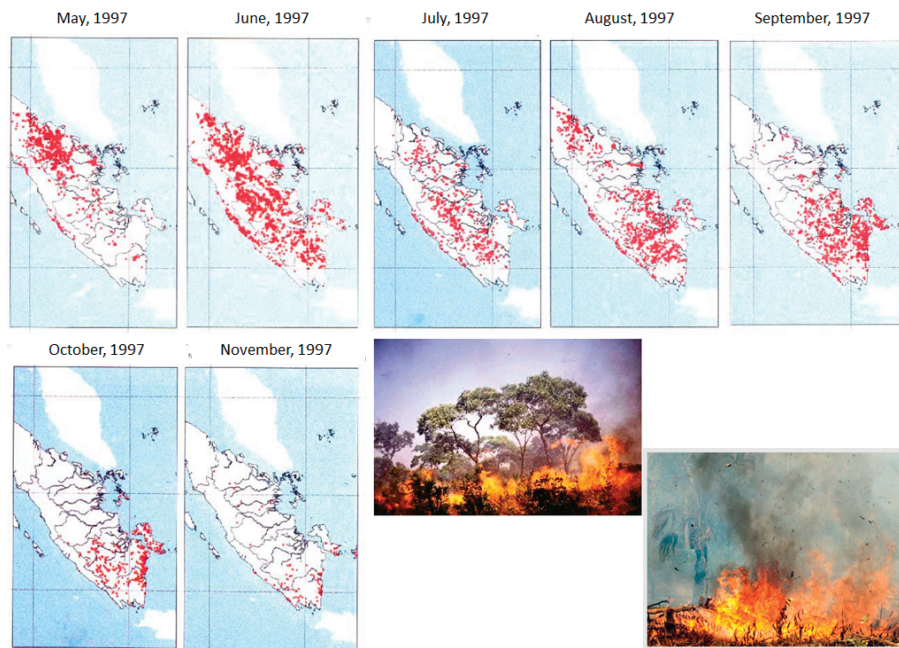 May, 1997
June, 1997
July, 1997
August, 1997
September, 1997
October, 1997
November, 1997